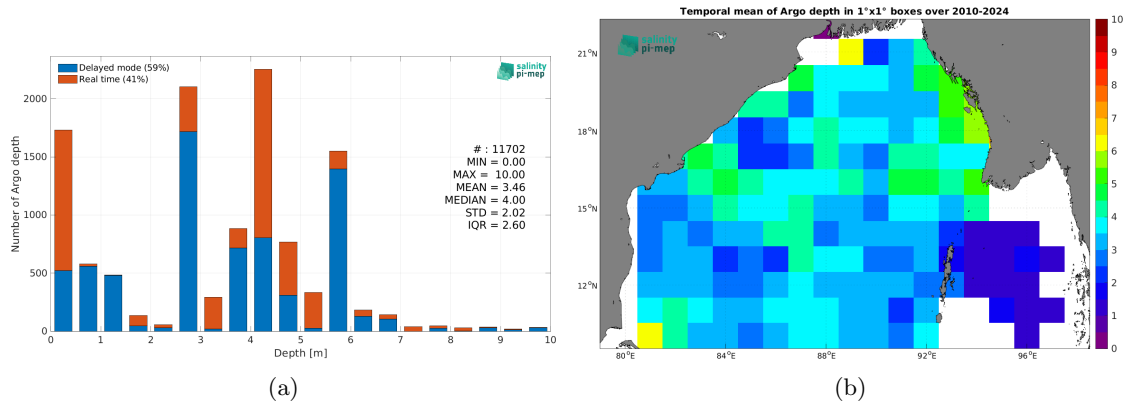 Delayed mode (59%)
Real time (41%)
salinity
pi-mep
# : 11702
MIN = 0.00
MAX = 10.00
MEAN = 3.46
MEDIAN = 4.00
STD = 2.02
IQR = 2.60
Number of Argo depth
2000
1500
1000
500
0
0 1 2 3 4 5 6 7 8 9 10
Depth [m]
(a)
Temporal mean of Argo depth in 1°x1° boxes over 2010-2024
salinity
pi-mep
21°N
18°N
15°N
12°N
80°E 84°E 88°E 92°E 96°E
10
9
8
7
6
5
4
3
2
1
0
(b)